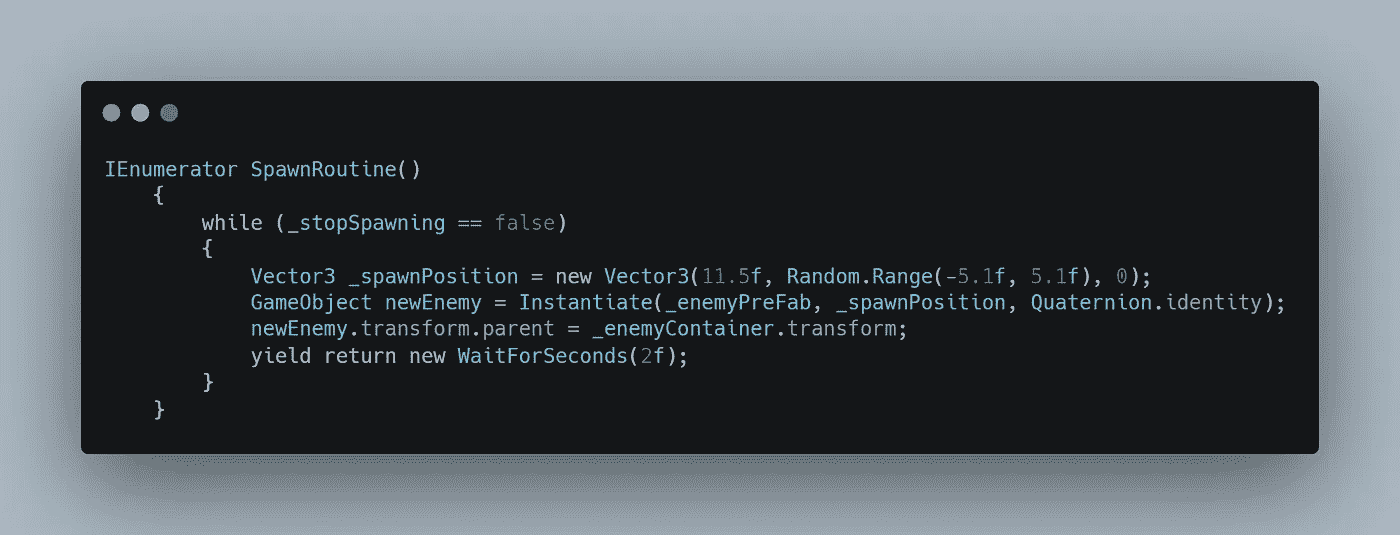 IEnumerator SpawnRoutine()
    {
        while (_stopSpawning == false)
        {
            Vector3 _spawnPosition = new Vector3(11.5f, Random.Range(-5.1f, 5.1f), 0);
            GameObject newEnemy = Instantiate(_enemyPreFab, _spawnPosition, Quaternion.identity);
            newEnemy.transform.parent = _enemyContainer.transform;
            yield return new WaitForSeconds(2f);
        }
    }